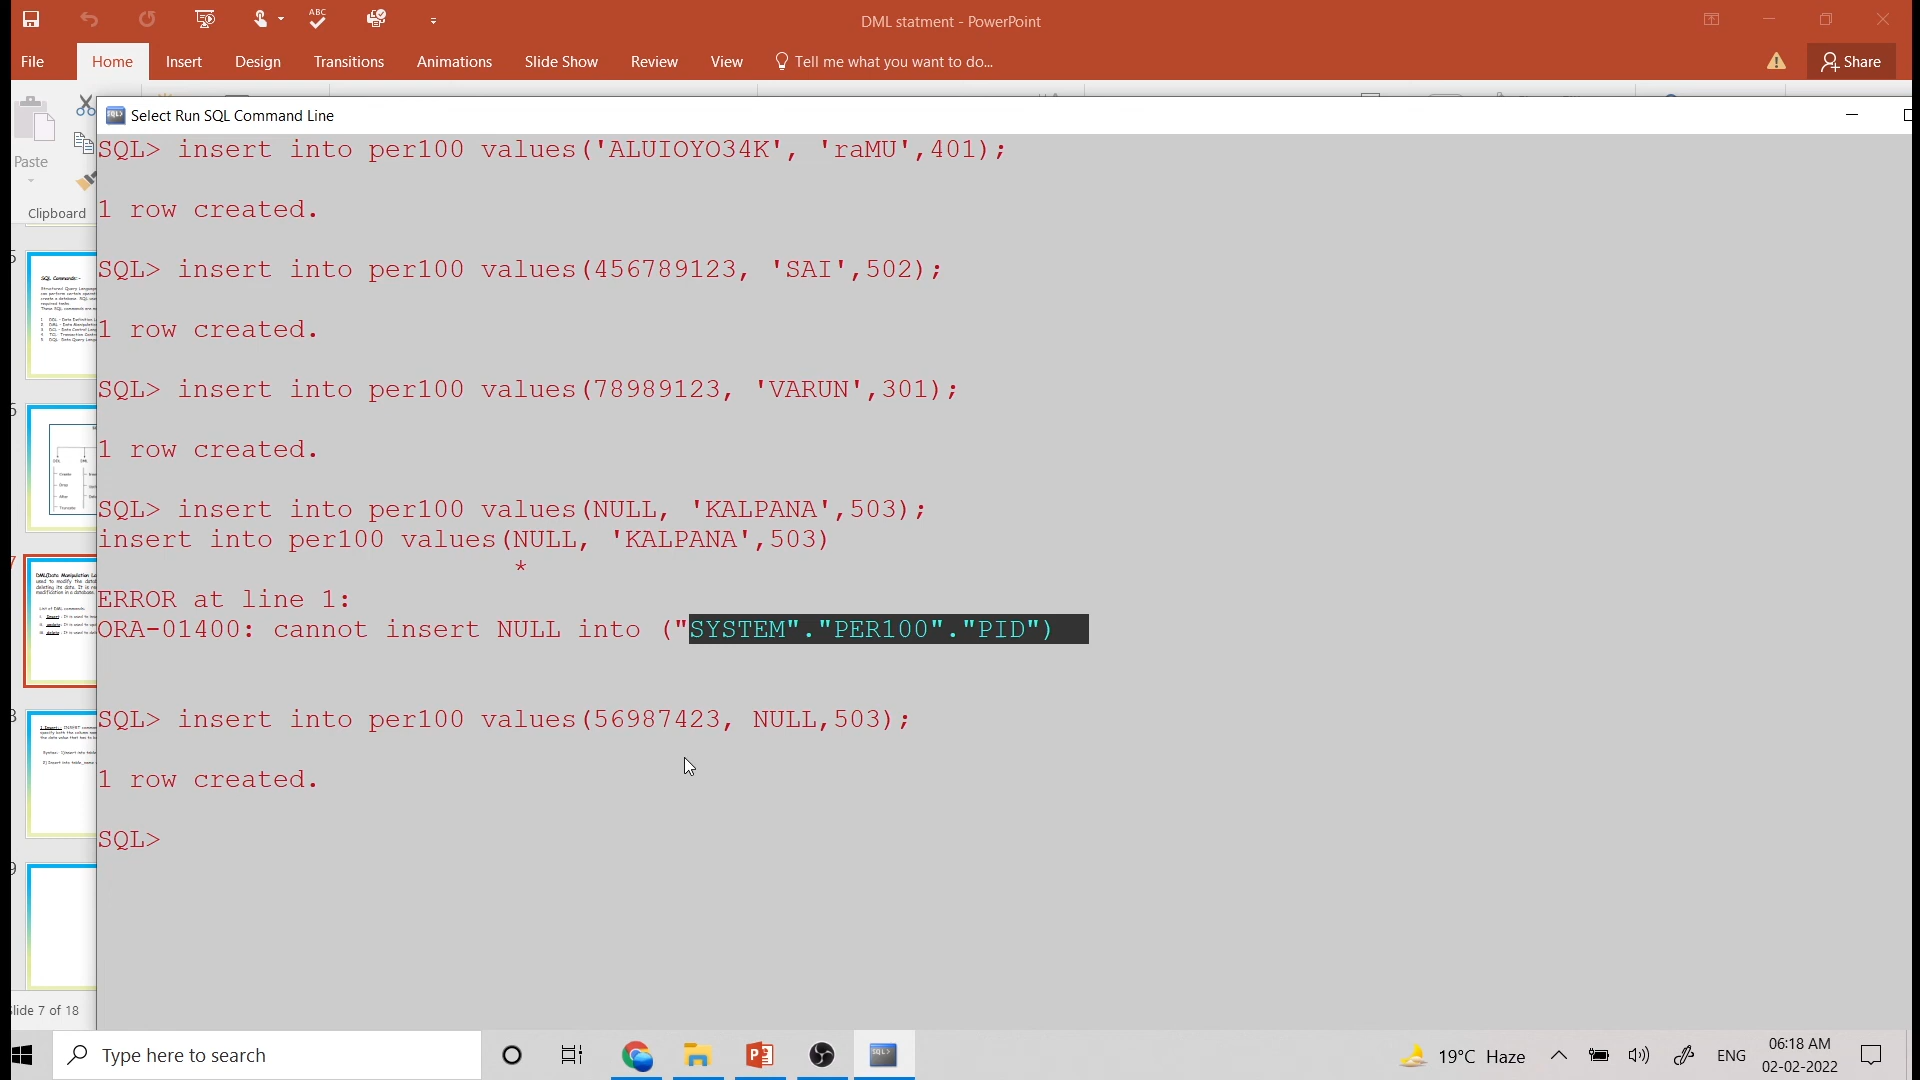 ABC
DML statment - PowerPoint
File Home Insert Design Transitions Animations Slide Show Review View Tell me what you want to do... Share
Select Run SQL Command Line
Paste
Clipboard
SQL> insert into per100 values('ALUIOYO34K', 'raMU',401);
1 row created.
SQL> insert into per100 values(456789123, 'SAI',502);
1 row created.
SQL> insert into per100 values(78989123, 'VARUN',301);
1 row created.
SQL> insert into per100 values(NULL, 'KALPANA',503);
insert into per100 values(NULL, 'KALPANA',503)
*
ERROR at line 1:
ORA-01400: cannot insert NULL into ("SYSTEM"."PER100"."PID")
SQL> insert into per100 values(56987423, NULL,503);
1 row created.
SQL>
lide 7 of 18
Type here to search
19°C Haze
ENG
06:18 AM
02-02-2022